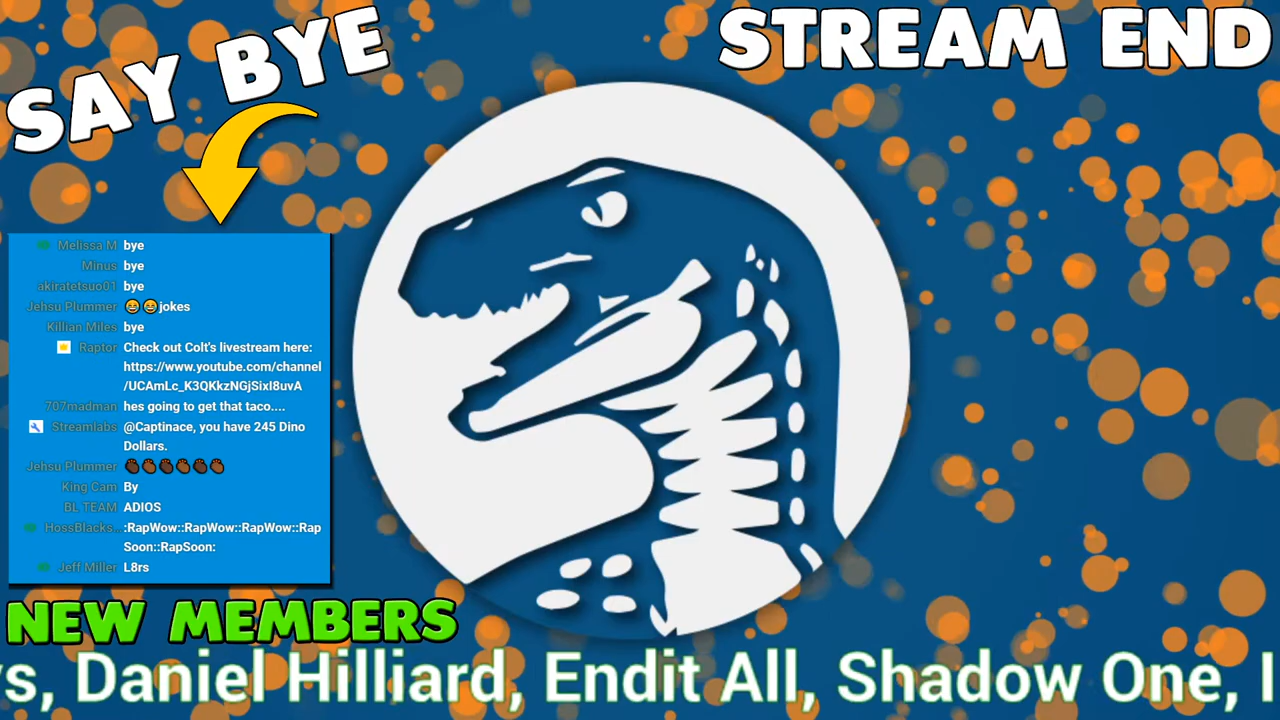 SAY BYE
STREAM END
Melissa M bye
Minus bye
akiratetsuo01 bye
Jehsu Plummer 😄😄jokes
Killian Miles bye
Raptor Check out Colt's livestream here:
https://www.youtube.com/channel
/UCAmLc_K3QKkzNGjSixI8uvA
707madman hes going to get that taco....
Streamlabs @Captinace, you have 245 Dino
Dollars.
Jehsu Plummer
King Cam By
BL TEAM ADIOS
HossBlacks... :RapWow::RapWow::RapWow::Rap
Soon::RapSoon:
Jeff Miller L8rs
NEW MEMBERS
s, Daniel Hilliard, Endit All, Shadow One,